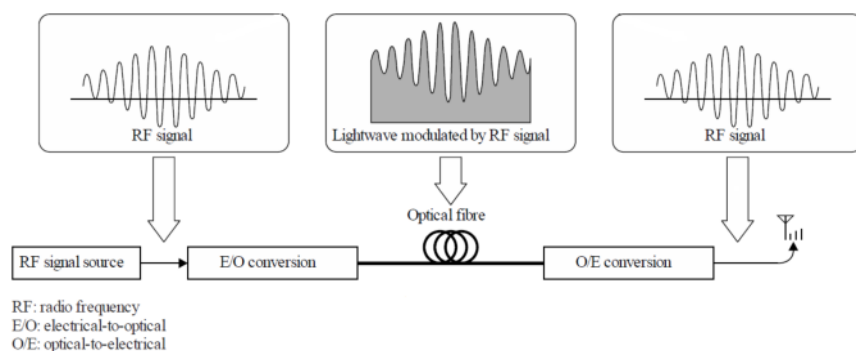 RF signal
Lightwave modulated by RF signal
RF signal
Optical fibre
RF signal source
E/O conversion
O/E conversion
RF: radio frequency
E/O: electrical-to-optical
O/E: optical-to-electrical